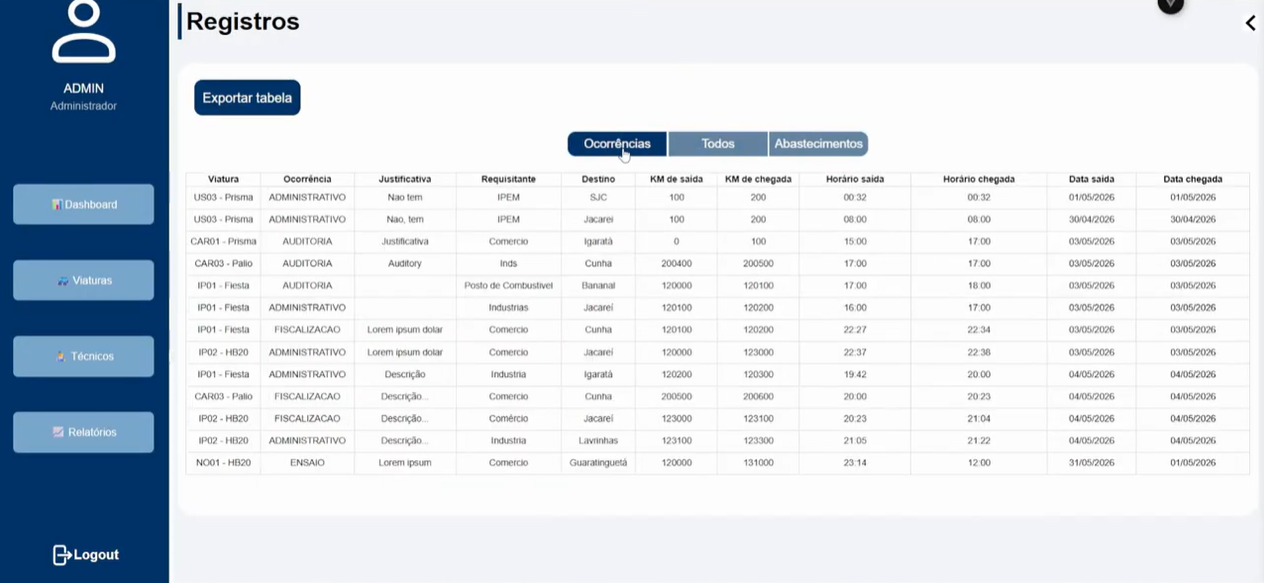 Registros
ADMIN
Administrador
Dashboard
Viaturas
Técnicos
Relatórios
Logout
Exportar tabela
Ocorrências Todos Abastecimentos
Viatura Ocorrência Justificativa Requisitante Destino KM de saída KM de chegada Horário saída Horário chegada Data saída Data chegada
US03 - Prisma ADMINISTRATIVO Nao tem IPEM SJC 100 200 00:32 00:32 01/05/2026 01/05/2026
US03 - Prisma ADMINISTRATIVO Nao, tem IPEM Jacareí 100 200 08:00 08:00 30/04/2026 30/04/2026
CAR01 - Prisma AUDITORIA Justificativa Comercio Igaratá 0 100 15:00 17:00 03/05/2026 03/05/2026
CAR03 - Palio AUDITORIA Auditory Inds Cunha 200400 200500 17:00 17:00 03/05/2026 03/05/2026
IP01 - Fiesta AUDITORIA Posto de Combustivel Bananal 120000 120100 17:00 18:00 03/05/2026 03/05/2026
IP01 - Fiesta ADMINISTRATIVO Industrias Jacareí 120100 120200 16:00 17:00 03/05/2026 03/05/2026
IP01 - Fiesta FISCALIZACAO Lorem ipsum dolar Comercio Cunha 120100 120200 22:27 22:34 03/05/2026 03/05/2026
IP02 - HB20 ADMINISTRATIVO Lorem ipsum dolar Comercio Jacareí 120000 123000 22:37 22:38 03/05/2026 03/05/2026
IP01 - Fiesta ADMINISTRATIVO Descrição Industria Igaratá 120200 120300 19:42 20:00 04/05/2026 04/05/2026
CAR03 - Palio FISCALIZACAO Descrição... Comercio Cunha 200500 200600 20:00 20:23 04/05/2026 04/05/2026
IP02 - HB20 FISCALIZACAO Descrição... Comércio Jacareí 123000 123100 20:23 21:04 04/05/2026 04/05/2026
IP02 - HB20 ADMINISTRATIVO Descrição... Industria Lavrinhas 123100 123300 21:05 21:22 04/05/2026 04/05/2026
NO01 - HB20 ENSAIO Lorem ipsum Comercio Guaratinguetá 120000 131000 23:14 12:00 31/05/2026 01/05/2026